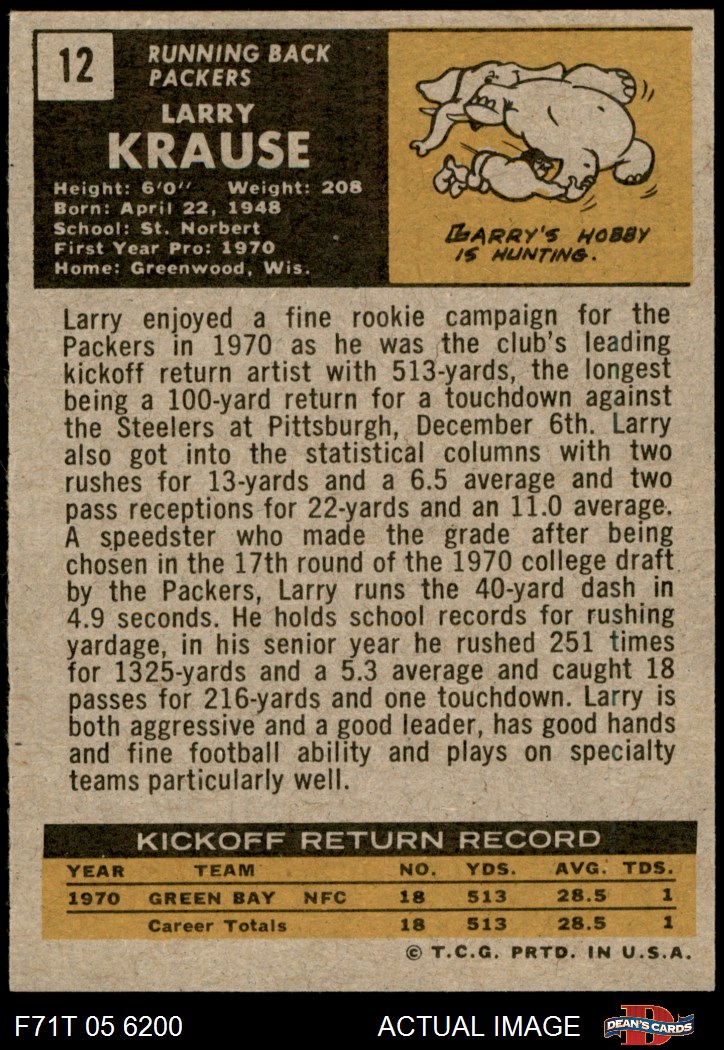 12
RUNNING BACK
PACKERS
LARRY
KRAUSE
Height: 6'0" Weight: 208
Born: April 22, 1948
School: St. Norbert
First Year Pro: 1970
Home: Greenwood, Wis.
LARRY'S HOBBY
IS HUNTING.
Larry enjoyed a fine rookie campaign for the
Packers in 1970 as he was the club's leading
kickoff return artist with 513-yards, the longest
being a 100-yard return for a touchdown against
the Steelers at Pittsburgh, December 6th. Larry
also got into the statistical columns with two
rushes for 13-yards and a 6.5 average and two
pass receptions for 22-yards and an 11.0 average.
A speedster who made the grade after being
chosen in the 17th round of the 1970 college draft
by the Packers, Larry runs the 40-yard dash in
4.9 seconds. He holds school records for rushing
yardage, in his senior year he rushed 251 times
for 1325-yards and a 5.3 average and caught 18
passes for 216-yards and one touchdown. Larry is
both aggressive and a good leader, has good hands
and fine football ability and plays on specialty
teams particularly well.
KICKOFF RETURN RECORD
YEAR TEAM NO. YDS. AVG. TDS.
1970 GREEN BAY NFC 18 513 28.5 1
Career Totals 18 513 28.5 1
© T.C.G. PRTD. IN U.S.A.
F71T 05 6200 ACTUAL IMAGE
D
DEAN'S CARDS